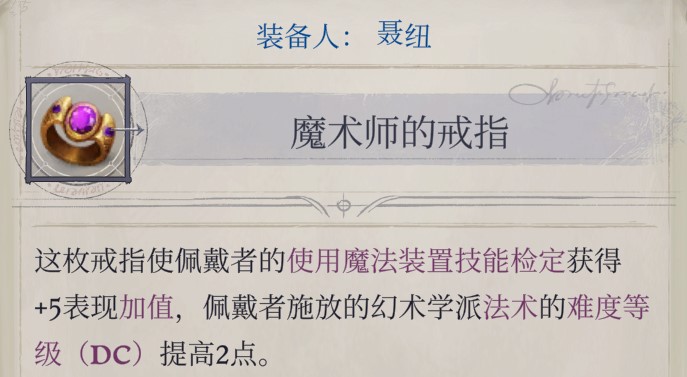 装备人： 聂纽
魔术师的戒指
这枚戒指使佩戴者的使用魔法装置技能检定获得
+5表现加值，佩戴者施放的幻术学派法术的难度等
级（DC）提高2点。